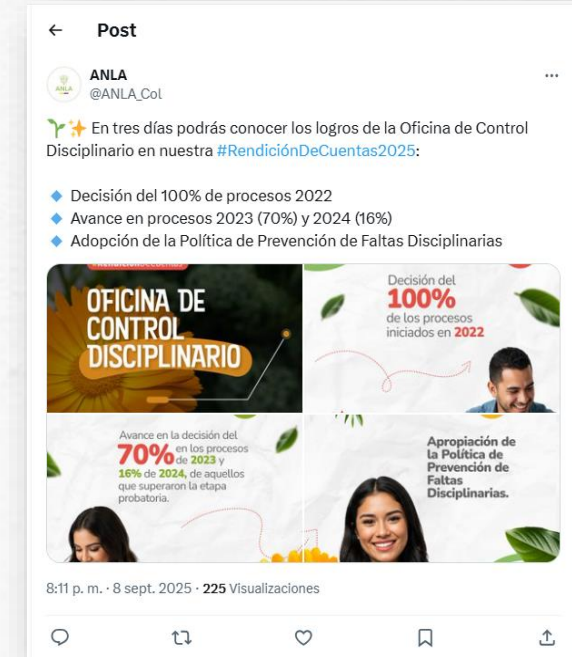 Post
ANLA
@ANLA_Col
En tres días podrás conocer los logros de la Oficina de Control
Disciplinario en nuestra #RendiciónDeCuentas2025:
Decisión del 100% de procesos 2022
Avance en procesos 2023 (70%) y 2024 (16%)
Adopción de la Política de Prevención de Faltas Disciplinarias
OFICINA DE
CONTROL
DISCIPLINARIO
Decisión del
100%
de los procesos
iniciados en 2022
Avance en la decisión del
70% en los procesos
de 2023 y
16% de 2024, de aquellos
que superaron la etapa
probatoria.
Apropiación de
la Política de
Prevención de
Faltas
Disciplinarias.
8:11 p. m. · 8 sept. 2025 · 225 Visualizaciones